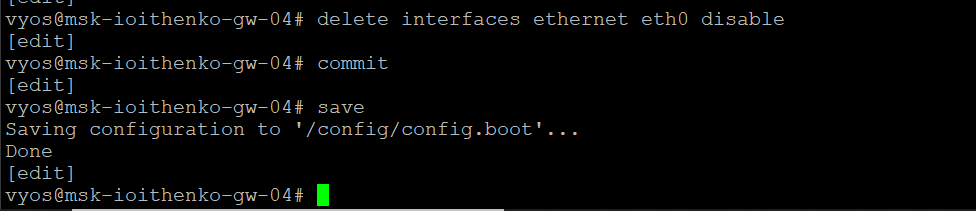 [edit]
vyos@msk-ioithenko-gw-04# delete interfaces ethernet eth0 disable
[edit]
vyos@msk-ioithenko-gw-04# commit
[edit]
vyos@msk-ioithenko-gw-04# save
Saving configuration to '/config/config.boot'...
Done
[edit]
vyos@msk-ioithenko-gw-04#